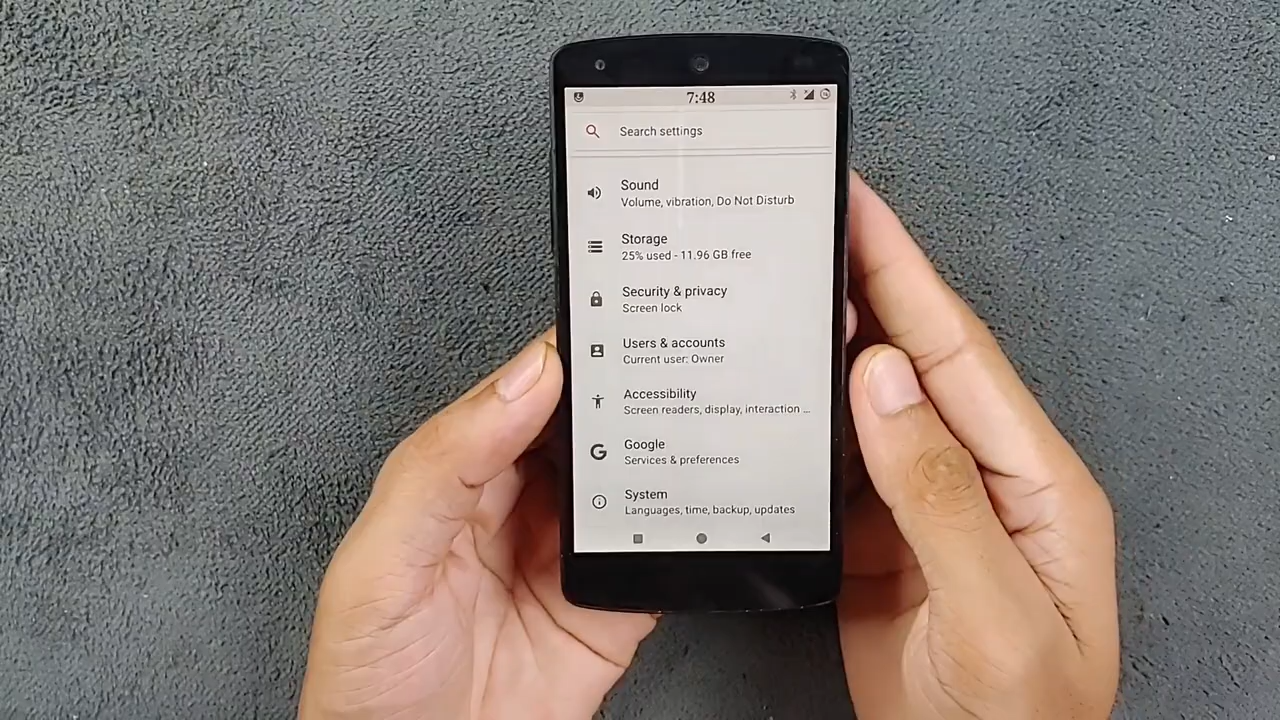 7:48
Search settings
Sound
Volume, vibration, Do Not Disturb
Storage
25% used - 11.96 GB free
Security & privacy
Screen lock
Users & accounts
Current user: Owner
Accessibility
Screen readers, display, interaction ...
Google
Services & preferences
System
Languages, time, backup, updates